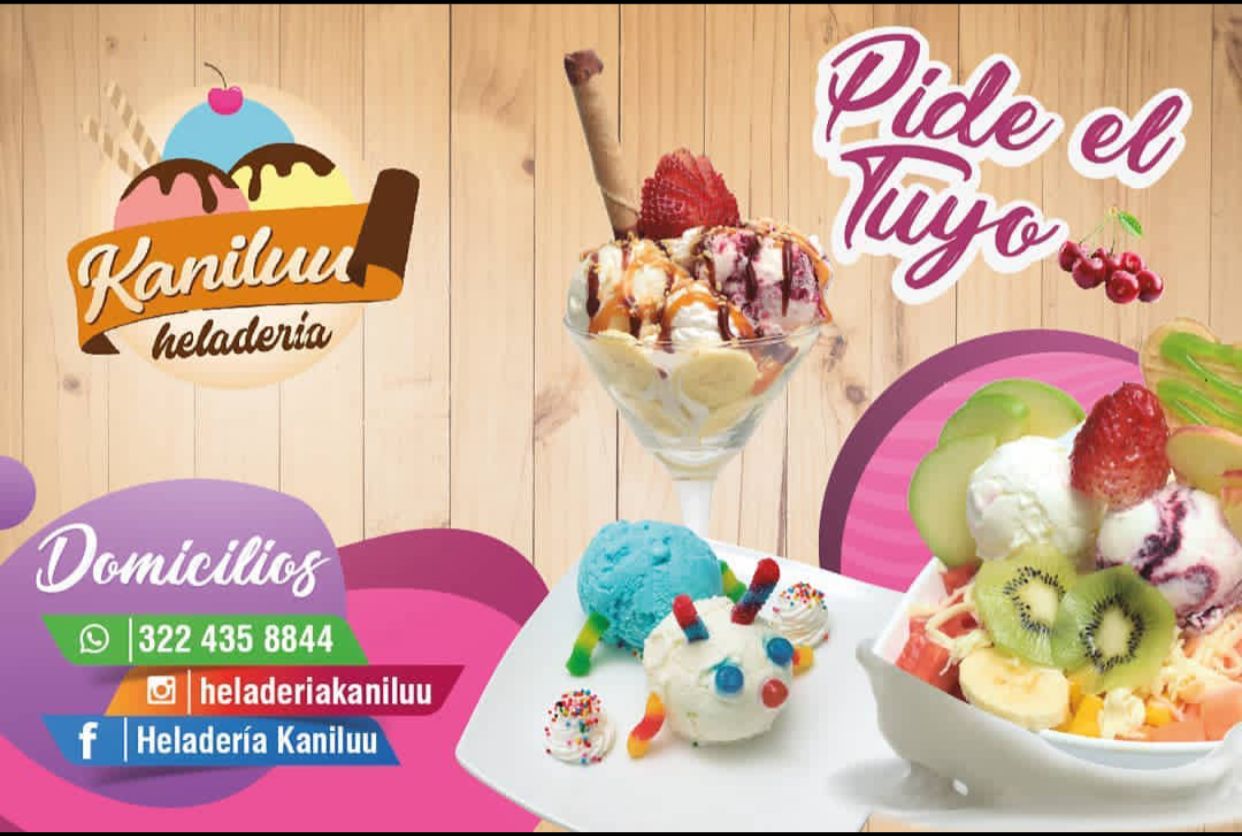 Kaniluu
heladería
Pide el
Tuyo
Domicilios
322 435 8844
heladeriakaniluu
f
Heladería Kaniluu